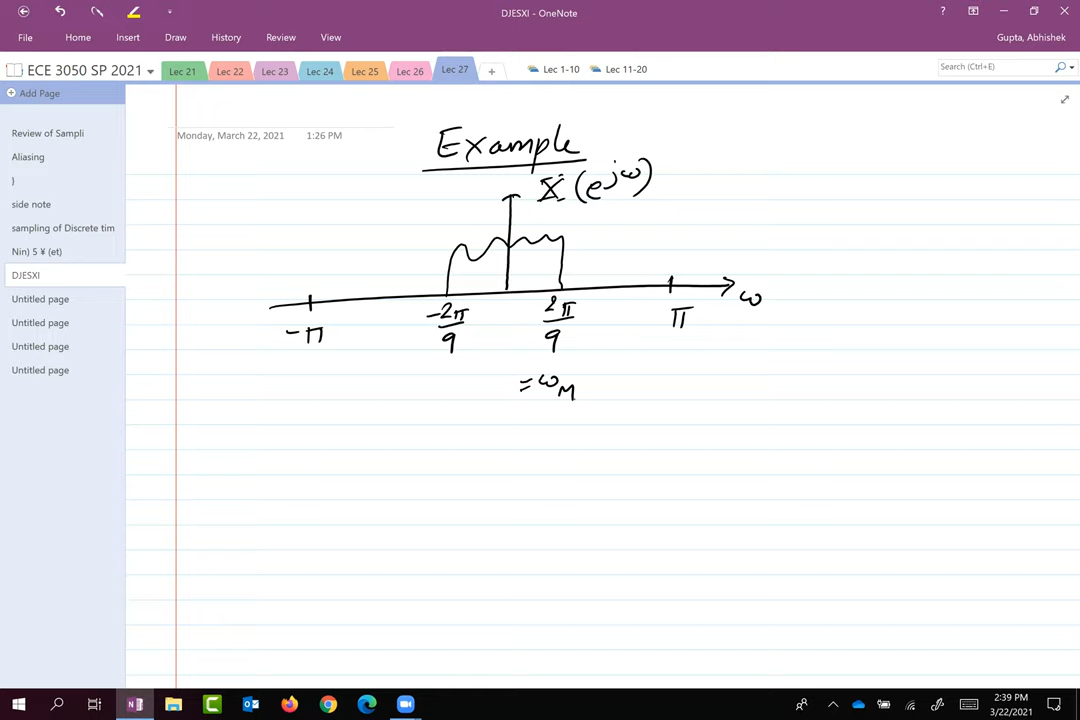 DJESXI - OneNote
Gupta, Abhishek
File Home Insert Draw History Review View
ECE 3050 SP 2021
Lec 21 Lec 22 Lec 23 Lec 24 Lec 25 Lec 26 Lec 27 Lec 1-10 Lec 11-20
Search (Ctrl+E)
Add Page
Review of Sampli
Aliasing
}
side note
sampling of Discrete tim
Nin) 5 ¥ (et)
DJESXI
Untitled page
Untitled page
Untitled page
Untitled page
Monday, March 22, 2021 1:26 PM
Example
X(e^{jω})
-π -2π/9 2π/9 π ω
= ω_M
2:39 PM
3/22/2021